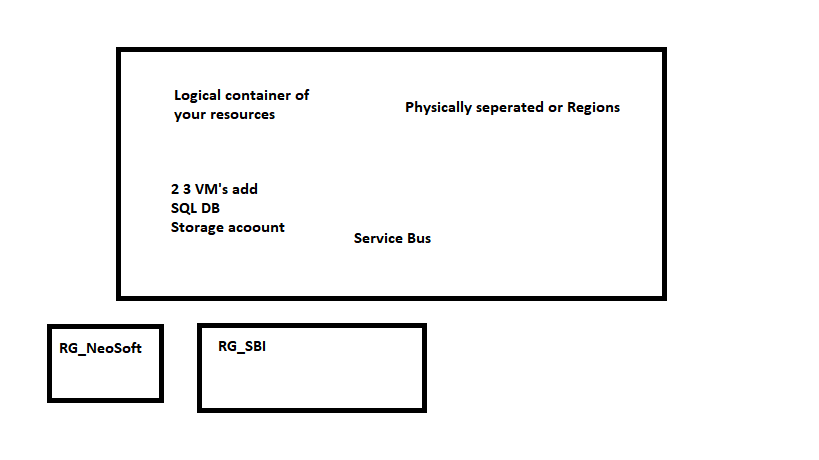 Logical container of
your resources
Physically seperated or Regions
2 3 VM's add
SQL DB
Storage acoount
Service Bus
RG_NeoSoft
RG_SBI